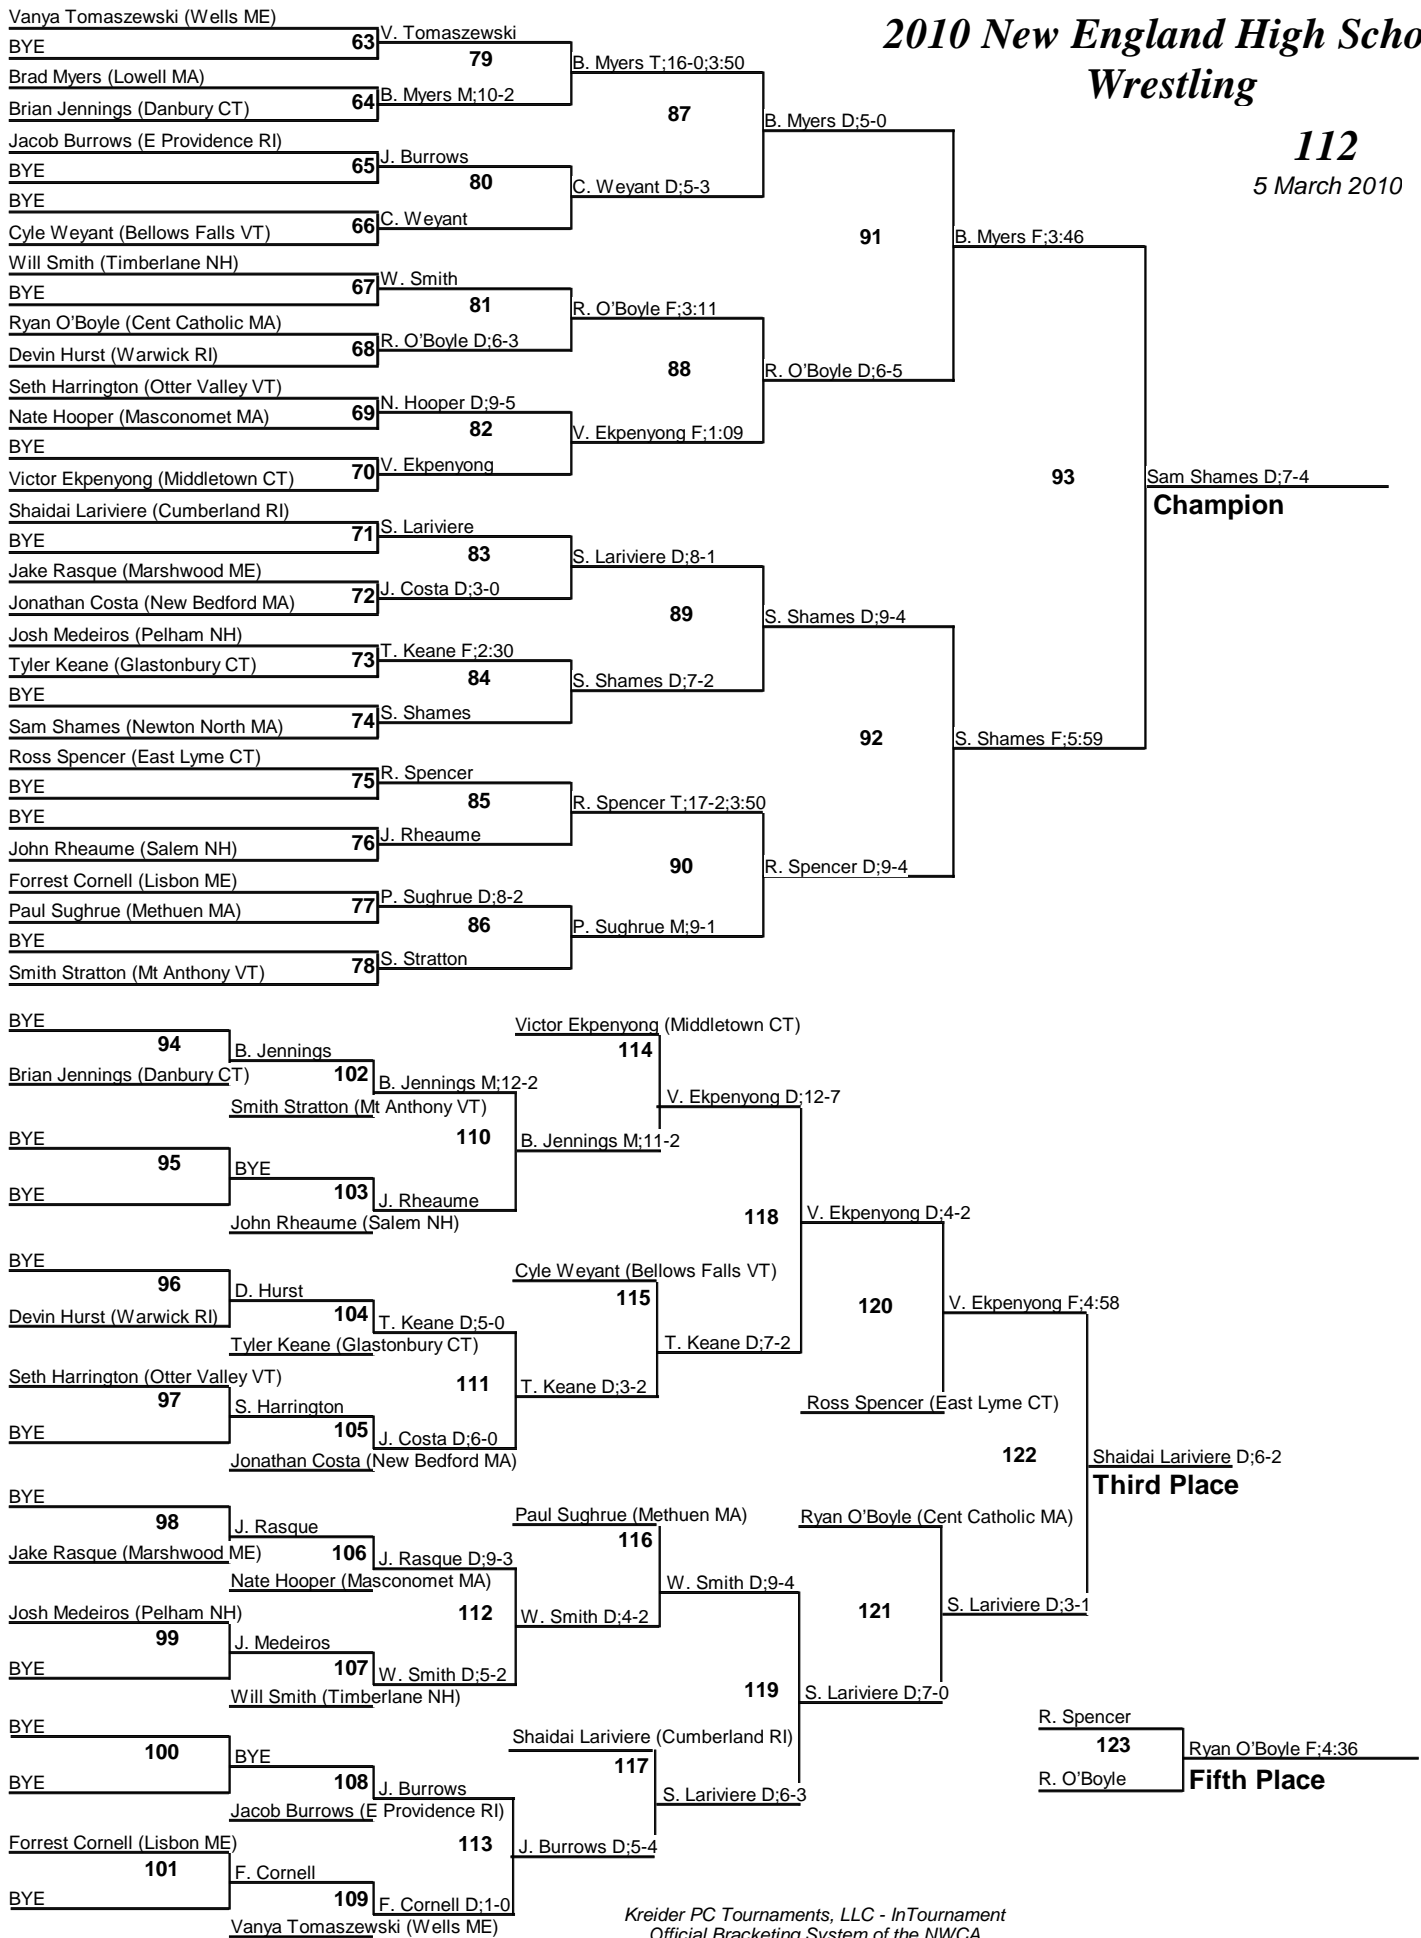 2010 New England High Scho
Wrestling
112
5 March 2010
Vanya Tomaszewski (Wells ME)
BYE
63
V. Tomaszewski
79
Brad Myers (Lowell MA)
Brian Jennings (Danbury CT)
64
B. Myers M;10-2
B. Myers T;16-0;3:50
87
Jacob Burrows (E Providence RI)
BYE
65
J. Burrows
80
BYE
Cyle Weyant (Bellows Falls VT)
66
C. Weyant
C. Weyant D;5-3
B. Myers D;5-0
91
Will Smith (Timberlane NH)
BYE
67
W. Smith
81
Ryan O'Boyle (Cent Catholic MA)
Devin Hurst (Warwick RI)
68
R. O'Boyle D;6-3
R. O'Boyle F;3:11
88
Seth Harrington (Otter Valley VT)
Nate Hooper (Masconomet MA)
69
N. Hooper D;9-5
82
BYE
Victor Ekpenyong (Middletown CT)
70
V. Ekpenyong
V. Ekpenyong F;1:09
R. O'Boyle D;6-5
B. Myers F;3:46
93
Sam Shames D;7-4
Champion
Shaidai Lariviere (Cumberland RI)
BYE
71
S. Lariviere
83
Jake Rasque (Marshwood ME)
Jonathan Costa (New Bedford MA)
72
J. Costa D;3-0
S. Lariviere D;8-1
89
Josh Medeiros (Pelham NH)
Tyler Keane (Glastonbury CT)
73
T. Keane F;2:30
84
BYE
Sam Shames (Newton North MA)
74
S. Shames
S. Shames D;7-2
S. Shames D;9-4
92
S. Shames F;5:59
Ross Spencer (East Lyme CT)
BYE
75
R. Spencer
85
BYE
John Rheaume (Salem NH)
76
J. Rheaume
R. Spencer T;17-2;3:50
90
R. Spencer D;9-4
Forrest Cornell (Lisbon ME)
Paul Sughrue (Methuen MA)
77
P. Sughrue D;8-2
86
BYE
Smith Stratton (Mt Anthony VT)
78
S. Stratton
P. Sughrue M;9-1
BYE
94
Brian Jennings (Danbury CT)
B. Jennings
102
Smith Stratton (Mt Anthony VT)
B. Jennings M;12-2
110
BYE
95
BYE
BYE
103
John Rheaume (Salem NH)
J. Rheaume
B. Jennings M;11-2
Victor Ekpenyong (Middletown CT)
114
V. Ekpenyong D;12-7
118
BYE
96
Devin Hurst (Warwick RI)
D. Hurst
104
Tyler Keane (Glastonbury CT)
T. Keane D;5-0
111
Seth Harrington (Otter Valley VT)
97
BYE
S. Harrington
105
Jonathan Costa (New Bedford MA)
J. Costa D;6-0
T. Keane D;3-2
Cyle Weyant (Bellows Falls VT)
115
T. Keane D;7-2
V. Ekpenyong D;4-2
120
Ross Spencer (East Lyme CT)
V. Ekpenyong F;4:58
122
Shaidai Lariviere D;6-2
Third Place
BYE
98
Jake Rasque (Marshwood ME)
J. Rasque
106
Nate Hooper (Masconomet MA)
J. Rasque D;9-3
112
Josh Medeiros (Pelham NH)
99
BYE
J. Medeiros
107
Will Smith (Timberlane NH)
W. Smith D;5-2
W. Smith D;4-2
Paul Sughrue (Methuen MA)
116
W. Smith D;9-4
119
Ryan O'Boyle (Cent Catholic MA)
121
S. Lariviere D;3-1
S. Lariviere D;7-0
BYE
100
BYE
BYE
108
Jacob Burrows (E Providence RI)
J. Burrows
113
Forrest Cornell (Lisbon ME)
101
BYE
F. Cornell
109
Vanya Tomaszewski (Wells ME)
F. Cornell D;1-0
J. Burrows D;5-4
Shaidai Lariviere (Cumberland RI)
117
S. Lariviere D;6-3
R. Spencer
123
R. O'Boyle
Ryan O'Boyle F;4:36
Fifth Place
Kreider PC Tournaments, LLC - InTournament
Official Bracketing System of the NWCA